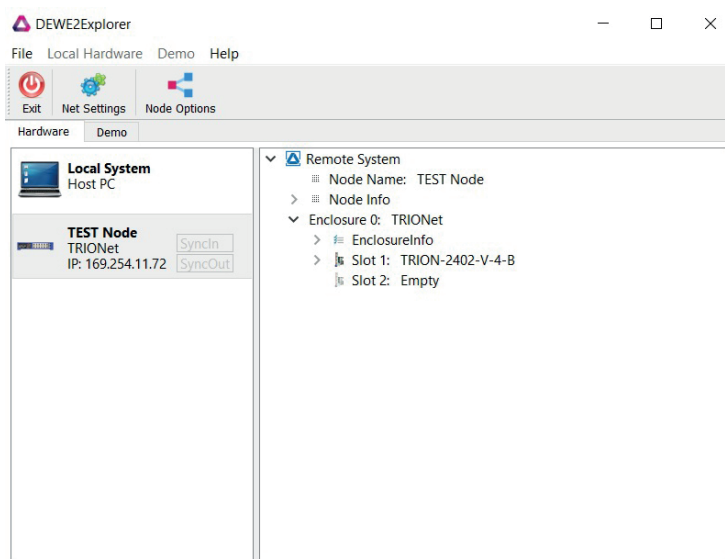 DEWE2Explorer
File Local Hardware Demo Help
Exit Net Settings Node Options
Hardware Demo
Local System
Host PC
TEST Node
TRIONet SyncIn
IP: 169.254.11.72 SyncOut
Remote System
Node Name: TEST Node
Node Info
Enclosure 0: TRIONet
EnclosureInfo
Slot 1: TRION-2402-V-4-B
Slot 2: Empty